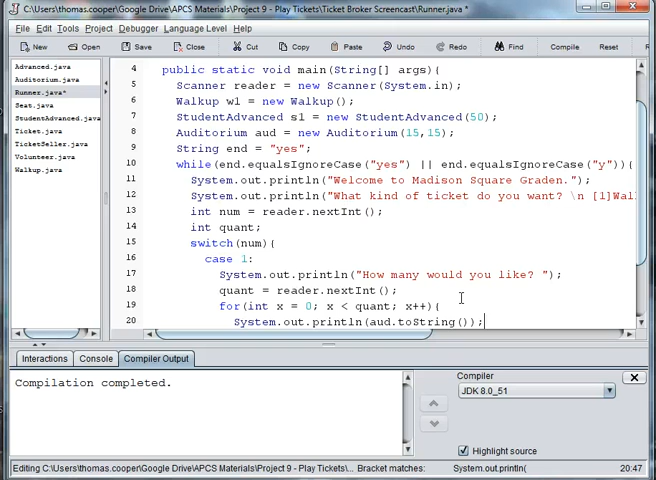 C:\Users\thomas.cooper\Google Drive\APCS Materials\Project 9 - Play Tickets\Ticket Broker Screencast\Runner.java *
File Edit Tools Project Debugger Language Level Help
New Open Save Close Cut Copy Paste Undo Redo Find Compile Reset
Advanced.java
Auditorium.java
Runner.java*
Seat.java
StudentAdvanced.java
Ticket.java
TicketSeller.java
Volunteer.java
Walkup.java
4 public static void main(String[] args){
5 Scanner reader = new Scanner(System.in);
6 Walkup w1 = new Walkup();
7 StudentAdvanced s1 = new StudentAdvanced(50);
8 Auditorium aud = new Auditorium(15,15);
9 String end = "yes";
10 while(end.equalsIgnoreCase("yes") || end.equalsIgnoreCase("y")){
11 System.out.println("Welcome to Madison Square Graden.");
12 System.out.println("What kind of ticket do you want? \n [1]Wal
13 int num = reader.nextInt();
14 int quant;
15 switch(num){
16 case 1:
17 System.out.println("How many would you like? ");
18 quant = reader.nextInt();
19 for(int x = 0; x < quant; x++){
20 System.out.println(aud.toString());
Interactions Console Compiler Output
Compilation completed.
Compiler
JDK 8.0_51
Highlight source
Editing C:\Users\thomas.cooper\Google Drive\APCS Materials\Project 9 - Play Tickets\... Bracket matches: System.out.println( 20:47